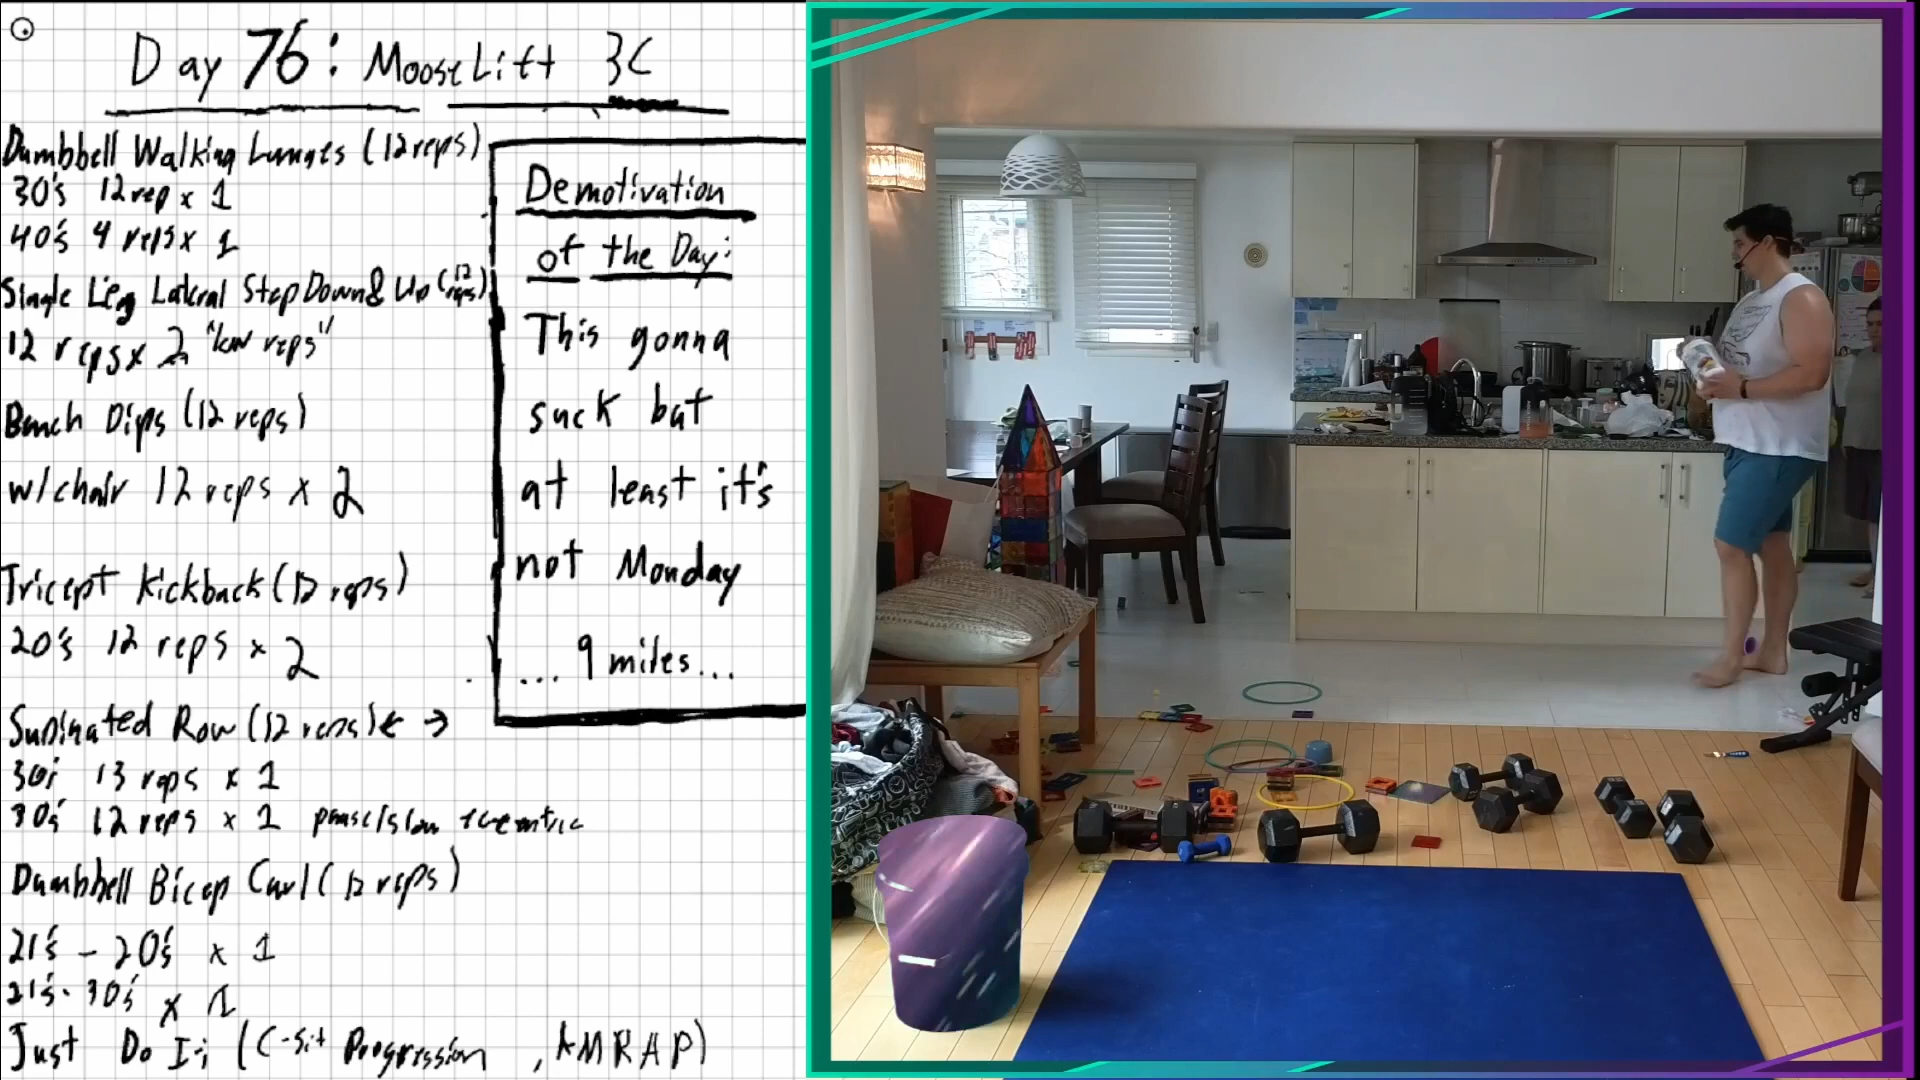 Day 76: MooseLift 3C
Dumbbell Walking Lunges (12 reps)
30's 12 rep x 1
40's 4 reps x 1
Single Leg Lateral Step Down & Up (12 reps)
12 reps x 2 "low reps"
Bench Dips (12 reps)
w/chair 12 reps x 2
Tricept Kickback (12 reps)
20's 12 reps x 2
Supinated Row (12 reps) ← →
30's 13 reps x 1
30's 12 reps x 1 pause/slow
Dumbbell Bicep Curl (12 reps)
21's - 20's x 1
21's - 30's x 1
Just Do It; (C-Sit Progression, AMRAP)
Demotivation
of the Day:
This gonna
suck but
at least it's
not Monday
... 9 miles...